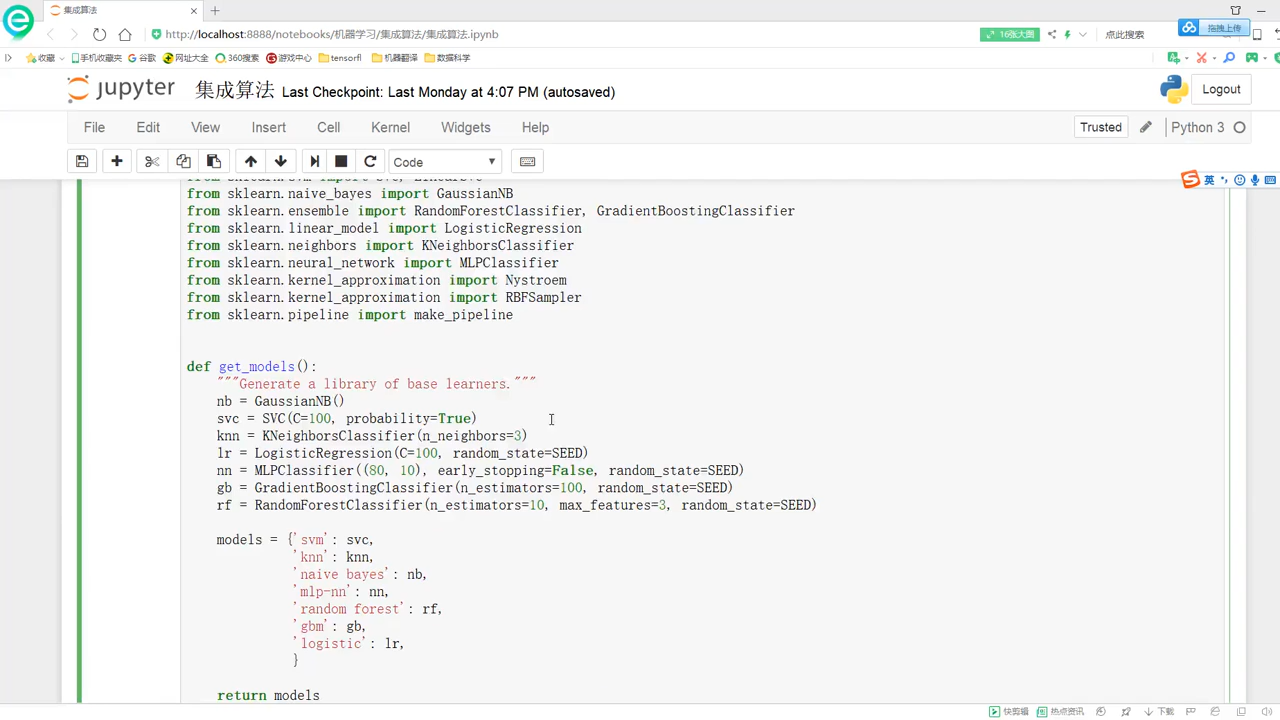 集成算法
http://localhost:8888/notebooks/机器学习/集成算法/集成算法.ipynb
16张大图
点此搜索
拖拽上传
收藏 手机收藏夹 谷歌 网址大全 360搜索 游戏中心 tensorfl 机器翻译 数据科学
jupyter 集成算法 Last Checkpoint: Last Monday at 4:07 PM (autosaved)
Logout
File Edit View Insert Cell Kernel Widgets Help
Trusted Python 3
Code
英
from sklearn.naive_bayes import GaussianNB
from sklearn.ensemble import RandomForestClassifier, GradientBoostingClassifier
from sklearn.linear_model import LogisticRegression
from sklearn.neighbors import KNeighborsClassifier
from sklearn.neural_network import MLPClassifier
from sklearn.kernel_approximation import Nystroem
from sklearn.kernel_approximation import RBFSampler
from sklearn.pipeline import make_pipeline
def get_models():
"""Generate a library of base learners."""
nb = GaussianNB()
svc = SVC(C=100, probability=True)
knn = KNeighborsClassifier(n_neighbors=3)
lr = LogisticRegression(C=100, random_state=SEED)
nn = MLPClassifier((80, 10), early_stopping=False, random_state=SEED)
gb = GradientBoostingClassifier(n_estimators=100, random_state=SEED)
rf = RandomForestClassifier(n_estimators=10, max_features=3, random_state=SEED)
models = {'svm': svc,
'knn': knn,
'naive bayes': nb,
'mlp-nn': nn,
'random forest': rf,
'gbm': gb,
'logistic': lr,
}
return models
快剪辑 热点资讯 下载